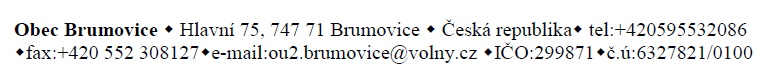 Obec Brumovice ⬥ Hlavní 75, 747 71 Brumovice ⬥ Česká republika⬥ tel:+420595532086
⬥fax:+420 552 308127⬥e-mail:ou2.brumovice@volny.cz ⬥IČO:299871⬥č.ú:6327821/0100